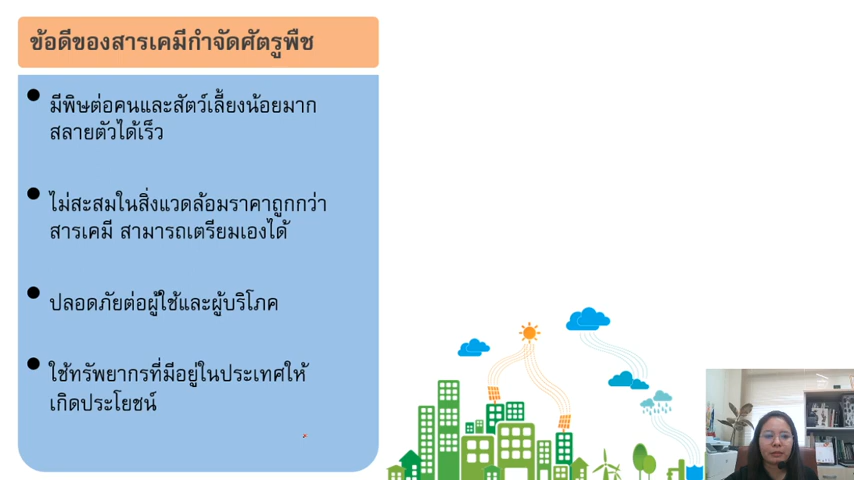 ข้อดีของสารเคมีกำจัดศัตรูพืช
มีพิษต่อคนและสัตว์เลี้ยงน้อยมาก
สลายตัวได้เร็ว
ไม่สะสมในสิ่งแวดล้อมราคาถูกกว่า
สารเคมี สามารถเตรียมเองได้
ปลอดภัยต่อผู้ใช้และผู้บริโภค
ใช้ทรัพยากรที่มีอยู่ในประเทศให้
เกิดประโยชน์